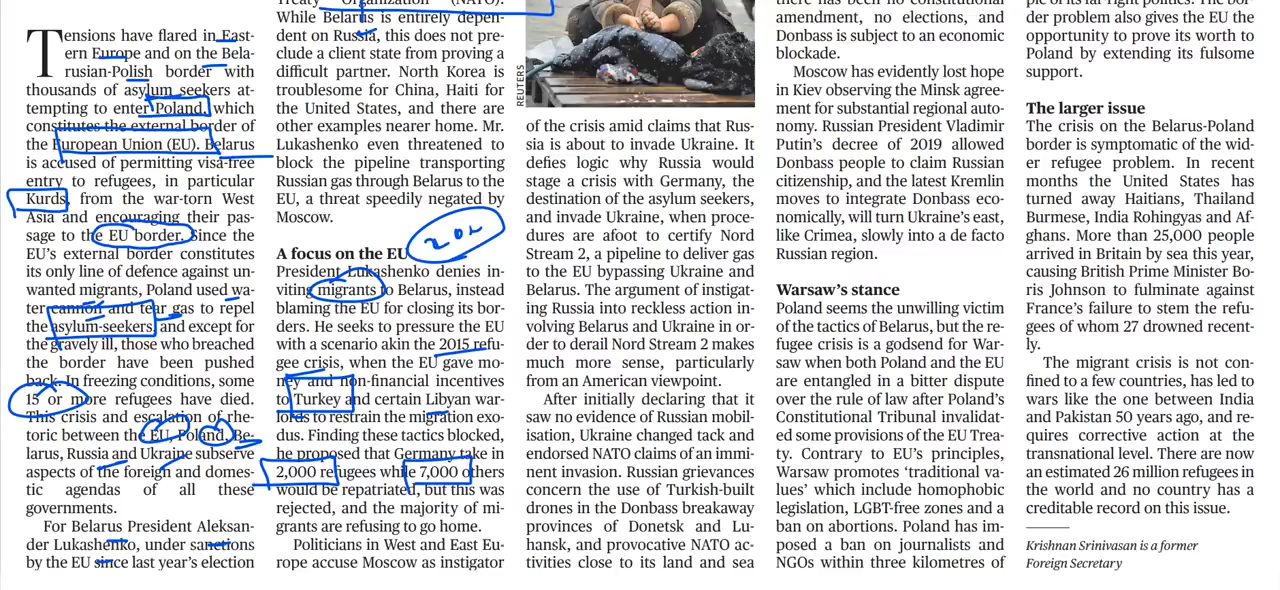 Tensions have flared in East-
ern Europe and on the Bela-
rusian-Polish border with
thousands of asylum seekers at-
tempting to enter Poland, which
constitutes the external border of
the European Union (EU). Belarus
is accused of permitting visa-free
entry to refugees, in particular
Kurds, from the war-torn West
Asia and encouraging their pas-
sage to the EU border. Since the
EU's external border constitutes
its only line of defence against un-
wanted migrants, Poland used wa-
ter cannon and tear gas to repel
the asylum-seekers, and except for
the gravely ill, those who breached
the border have been pushed
back. In freezing conditions, some
15 or more refugees have died.
This crisis and escalation of rhe-
toric between the EU, Poland, Be-
larus, Russia and Ukraine subserve
aspects of the foreign and domes-
tic agendas of all these
governments.
For Belarus President Aleksan-
der Lukashenko, under sanctions
by the EU since last year's election
Treaty Organization (NATO).
While Belarus is entirely depen-
dent on Russia, this does not pre-
clude a client state from proving a
difficult partner. North Korea is
troublesome for China, Haiti for
the United States, and there are
other examples nearer home. Mr.
Lukashenko even threatened to
block the pipeline transporting
Russian gas through Belarus to the
EU, a threat speedily negated by
Moscow.
A focus on the EU
President Lukashenko denies in-
viting migrants to Belarus, instead
blaming the EU for closing its bor-
ders. He seeks to pressure the EU
with a scenario akin the 2015 refu-
gee crisis, when the EU gave mo-
ney and non-financial incentives
to Turkey and certain Libyan war-
lords to restrain the migration exo-
dus. Finding these tactics blocked,
he proposed that Germany take in
2,000 refugees while 7,000 others
would be repatriated, but this was
rejected, and the majority of mi-
grants are refusing to go home.
Politicians in West and East Eu-
rope accuse Moscow as instigator
REUTERS
of the crisis amid claims that Rus-
sia is about to invade Ukraine. It
defies logic why Russia would
stage a crisis with Germany, the
destination of the asylum seekers,
and invade Ukraine, when proce-
dures are afoot to certify Nord
Stream 2, a pipeline to deliver gas
to the EU bypassing Ukraine and
Belarus. The argument of instigat-
ing Russia into reckless action in-
volving Belarus and Ukraine in or-
der to derail Nord Stream 2 makes
much more sense, particularly
from an American viewpoint.
After initially declaring that it
saw no evidence of Russian mobil-
isation, Ukraine changed tack and
endorsed NATO claims of an immi-
nent invasion. Russian grievances
concern the use of Turkish-built
drones in the Donbass breakaway
provinces of Donetsk and Lu-
hansk, and provocative NATO ac-
tivities close to its land and sea
there has been no constitutional
amendment, no elections, and
Donbass is subject to an economic
blockade.
Moscow has evidently lost hope
in Kiev observing the Minsk agree-
ment for substantial regional auto-
nomy. Russian President Vladimir
Putin's decree of 2019 allowed
Donbass people to claim Russian
citizenship, and the latest Kremlin
moves to integrate Donbass eco-
nomically, will turn Ukraine's east,
like Crimea, slowly into a de facto
Russian region.
Warsaw's stance
Poland seems the unwilling victim
of the tactics of Belarus, but the re-
fugee crisis is a godsend for War-
saw when both Poland and the EU
are entangled in a bitter dispute
over the rule of law after Poland's
Constitutional Tribunal invalidat-
ed some provisions of the EU Trea-
ty. Contrary to EU's principles,
Warsaw promotes 'traditional va-
lues' which include homophobic
legislation, LGBT-free zones and a
ban on abortions. Poland has im-
posed a ban on journalists and
NGOs within three kilometres of
ple of its far-right politics. The bor-
der problem also gives the EU the
opportunity to prove its worth to
Poland by extending its fulsome
support.
The larger issue
The crisis on the Belarus-Poland
border is symptomatic of the wid-
er refugee problem. In recent
months the United States has
turned away Haitians, Thailand
Burmese, India Rohingyas and Af-
ghans. More than 25,000 people
arrived in Britain by sea this year,
causing British Prime Minister Bo-
ris Johnson to fulminate against
France's failure to stem the refu-
gees of whom 27 drowned recent-
ly.
The migrant crisis is not con-
fined to a few countries, has led to
wars like the one between India
and Pakistan 50 years ago, and re-
quires corrective action at the
transnational level. There are now
an estimated 26 million refugees in
the world and no country has a
creditable record on this issue.
Krishnan Srinivasan is a former
Foreign Secretary